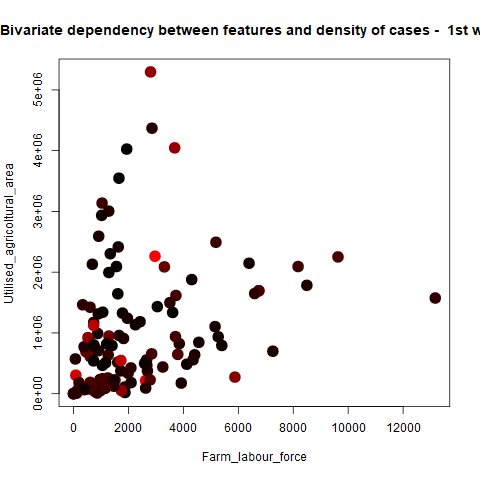 Bivariate dependency between features and density of cases - 1st w
5e+06
4e+06
3e+06
2e+06
1e+06
0e+00
Utilised_agricoltural_area
0
2000
4000
6000
8000
10000
12000
Farm_labour_force